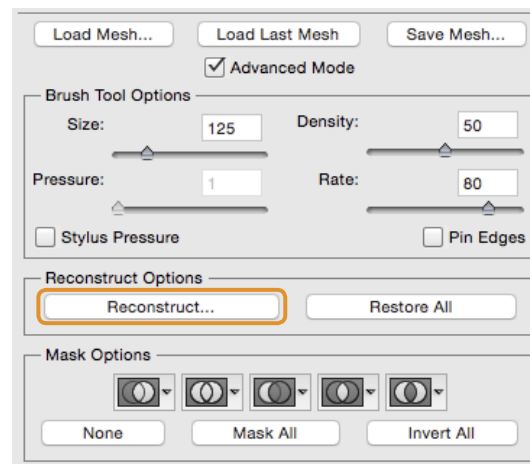 Load Mesh... Load Last Mesh Save Mesh...
Advanced Mode
Brush Tool Options
Size: 125 Density: 50
Pressure: 1 Rate: 80
Stylus Pressure Pin Edges
Reconstruct Options
Reconstruct... Restore All
Mask Options
None Mask All Invert All